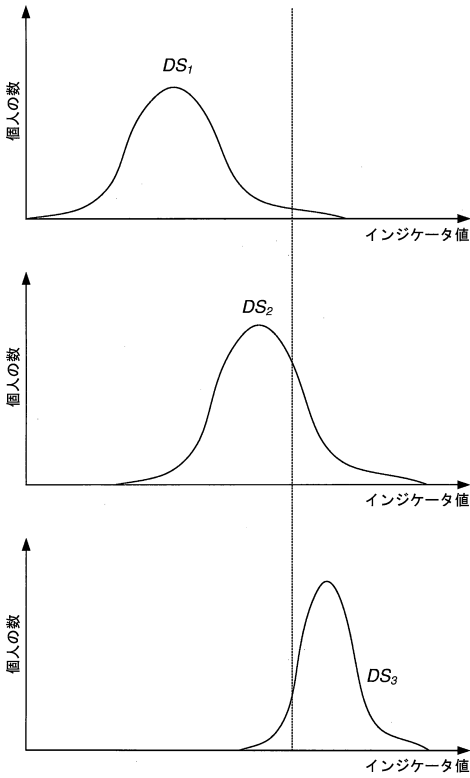 DS1
個人の数
インジケータ値
DS2
個人の数
インジケータ値
DS3
個人の数
インジケータ値